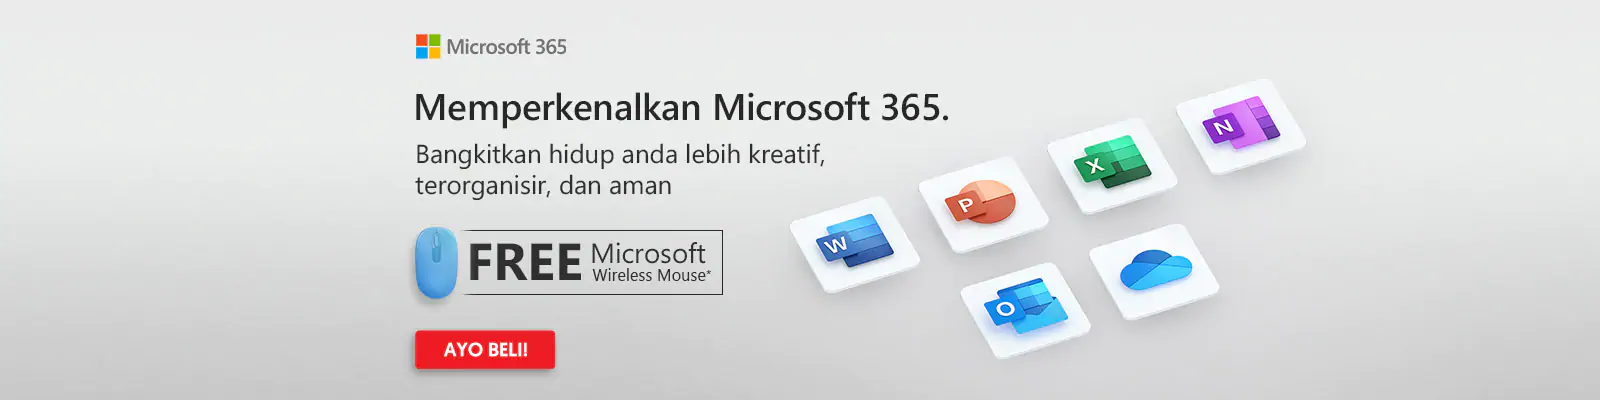 Microsoft 365
Memperkenalkan Microsoft 365.
Bangkitkan hidup anda lebih kreatif,
terorganisir, dan aman
FREE Microsoft
Wireless Mouse*
AYO BELI!
W
P
X
N
O